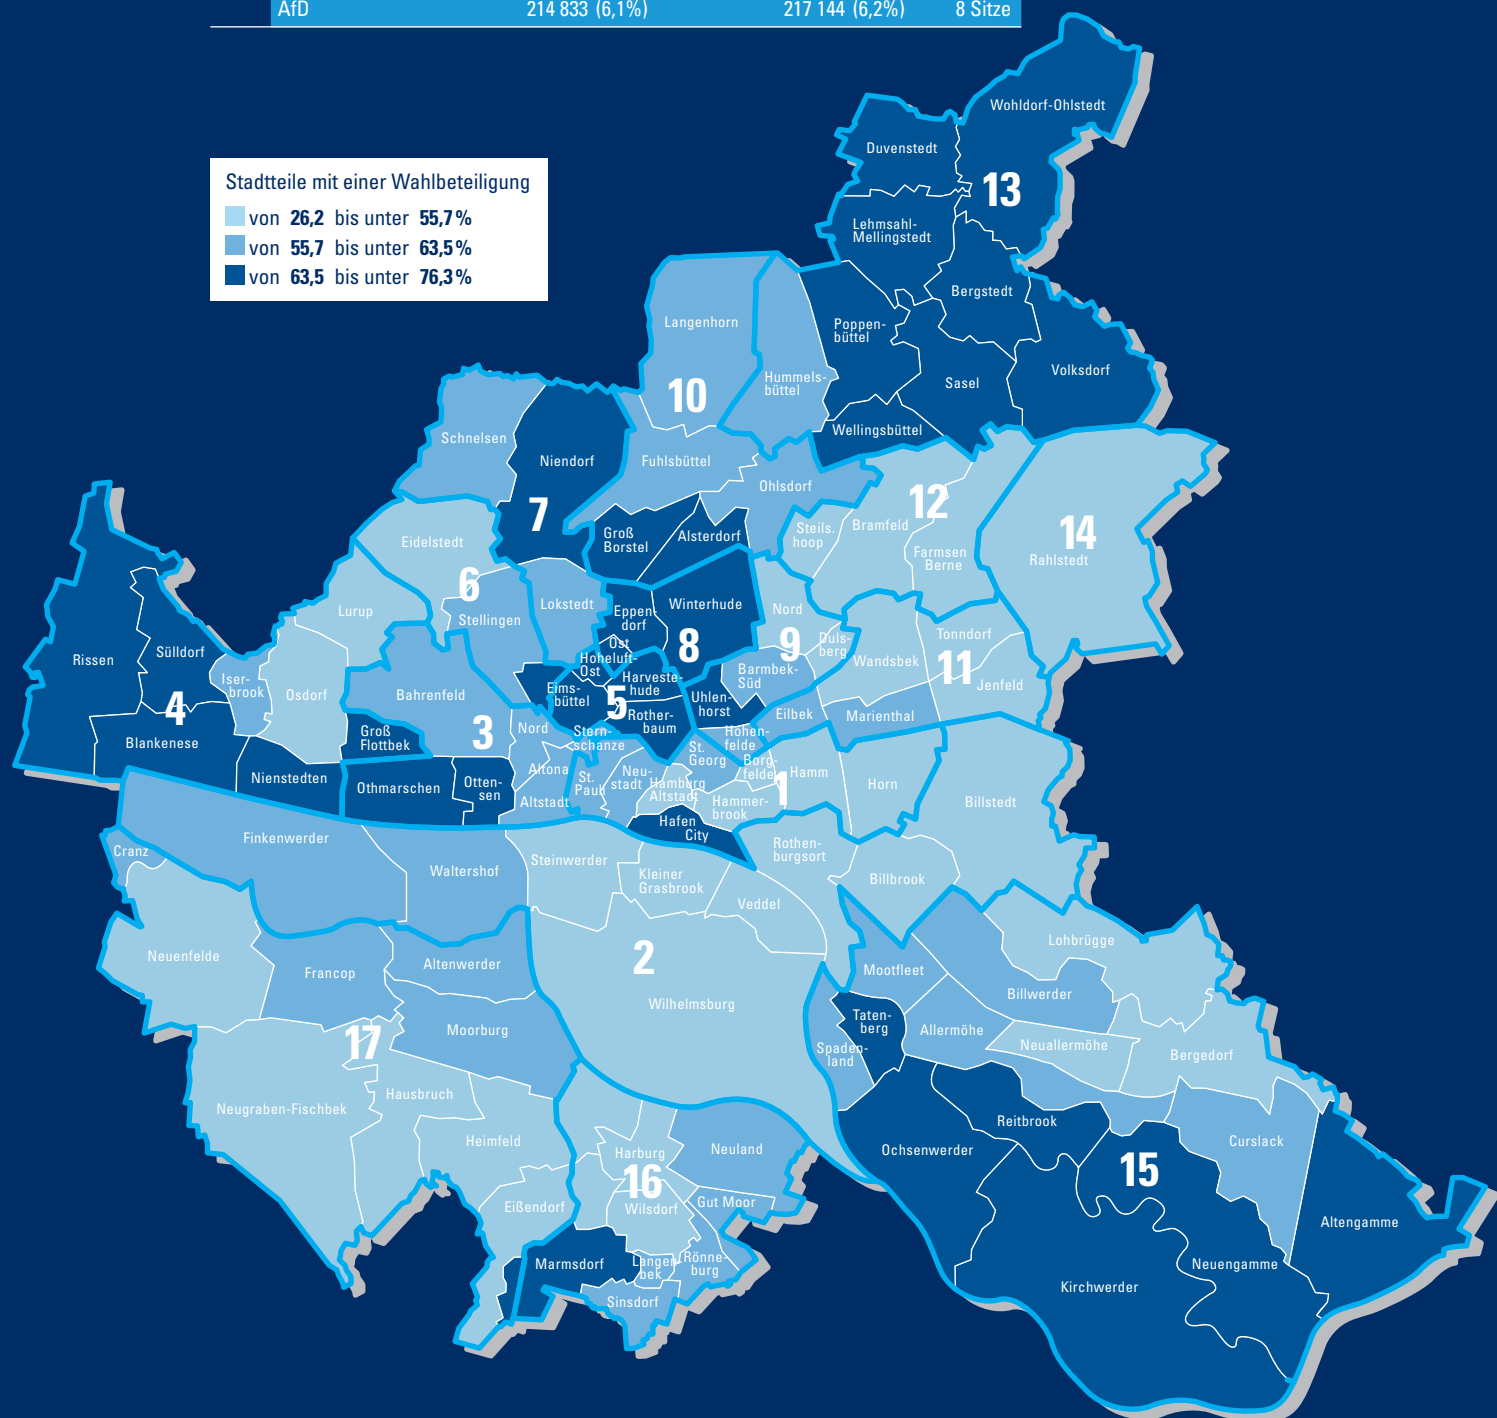 AfD 214 833 (6,1%) 217 144 (6,2%) 8 Sitze
Stadtteile mit einer Wahlbeteiligung
von 26,2 bis unter 55,7%
von 55,7 bis unter 63,5%
von 63,5 bis unter 76,3%
Wohldorf-Ohlstedt
Duvenstedt
13
Lehmsahl-
Mellingstedt
Bergstedt
Poppen-
büttel
Sasel
Volksdorf
Wellingsbüttel
Langenhorn
10
Hummels-
büttel
Schnelsen
Niendorf
7
Fuhlsbüttel
Ohlsdorf
Groß
Borstel
Alsterdorf
Steils.
hoop
Bramfeld
12
Farmsen
Berne
14
Rahlstedt
Eidelstedt
6
Stellingen
Lokstedt
Lurup
Eppen-
dorf
Winterhude
8
Ost
Hoheluft-
Ost
Nord
9
Duls-
berg
Barmbek-
Süd
Wandsbek
Tonndorf
11
Jenfeld
Rissen
Sülldorf
4
Iser-
brook
Osdorf
Blankenese
Nienstedten
Bahrenfeld
3
Groß
Flottbek
Othmarschen
Otten-
sen
Eims-
büttel
5
Harveste-
hude
Rother-
baum
Uhlen-
horst
Eilbek
Marienthal
Nord
Altona
Altstadt
Stern-
schanze
St.
Pauli
Neu-
stadt
Hamburg
Altstadt
St.
Georg
Hohen-
felde
Borg-
felde
1
Hamm
Horn
Hammer-
brook
Hafen
City
Billstedt
Rothen-
burgsort
Billbrook
Finkenwerder
Cranz
Waltershof
Steinwerder
Kleiner
Grasbrook
Veddel
2
Wilhelmsburg
Neuenfelde
Francop
Altenwerder
Moorburg
17
Hausbruch
Neugraben-Fischbek
Heimfeld
Eißendorf
Harburg
16
Wilsdorf
Neuland
Gut Moor
Marmsdorf
Langen-
bek
Rönne-
burg
Sinsdorf
Lohbrügge
Mootfleet
Billwerder
Taten-
berg
Allermöhe
Spaden-
land
Neuallermöhe
Bergedorf
Reitbrook
Ochsenwerder
15
Curslack
Altengamme
Neuengamme
Kirchwerder